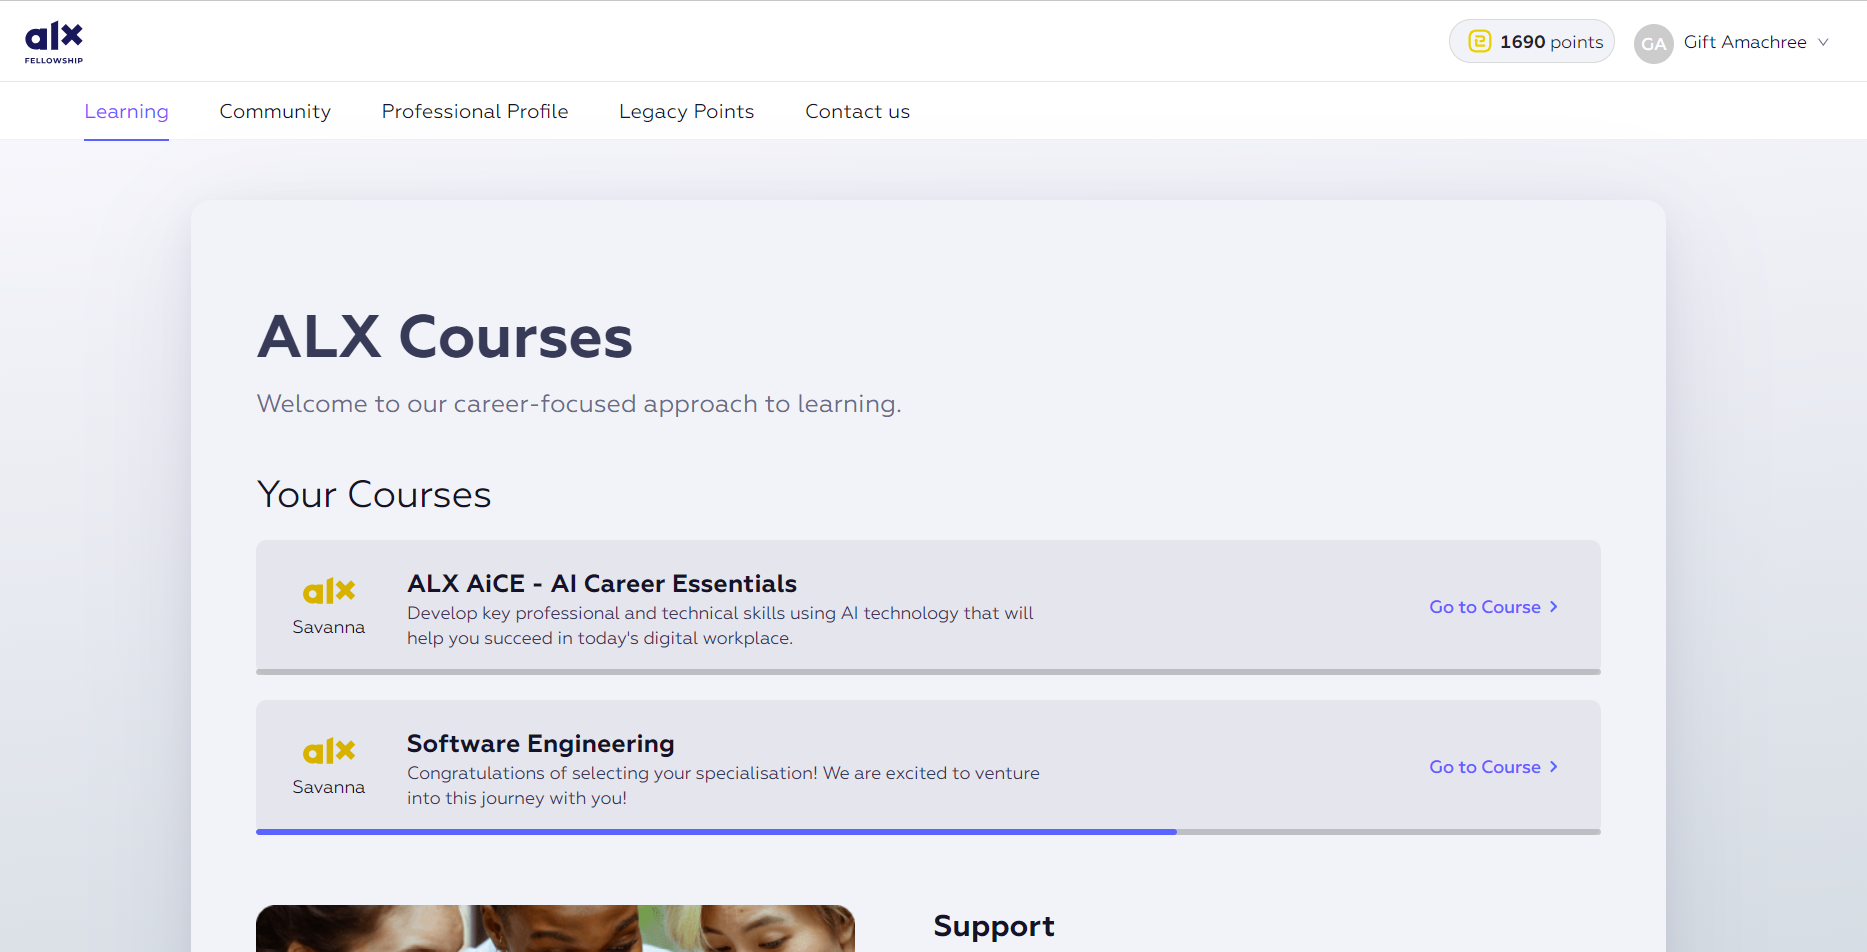 alx
FELLOWSHIP
1690 points
GA
Gift Amachree
Learning
Community
Professional Profile
Legacy Points
Contact us
ALX Courses
Welcome to our career-focused approach to learning.
Your Courses
alx
Savanna
ALX AiCE - AI Career Essentials
Develop key professional and technical skills using AI technology that will
help you succeed in today's digital workplace.
Go to Course
alx
Savanna
Software Engineering
Congratulations of selecting your specialisation! We are excited to venture
into this journey with you!
Go to Course
Support